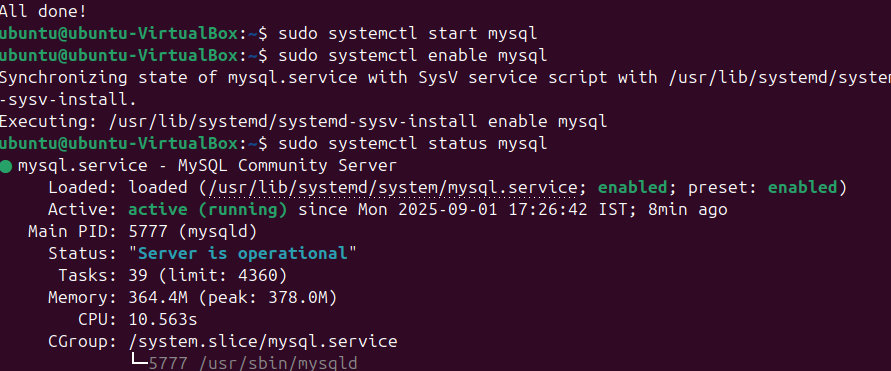 All done!
ubuntu@ubuntu-VirtualBox:~$ sudo systemctl start mysql
ubuntu@ubuntu-VirtualBox:~$ sudo systemctl enable mysql
Synchronizing state of mysql.service with SysV service script with /usr/lib/systemd/system
-sysv-install.
Executing: /usr/lib/systemd/systemd-sysv-install enable mysql
ubuntu@ubuntu-VirtualBox:~$ sudo systemctl status mysql
● mysql.service - MySQL Community Server
Loaded: loaded (/usr/lib/systemd/system/mysql.service; enabled; preset: enabled)
Active: active (running) since Mon 2025-09-01 17:26:42 IST; 8min ago
Main PID: 5777 (mysqld)
Status: "Server is operational"
Tasks: 39 (limit: 4360)
Memory: 364.4M (peak: 378.0M)
CPU: 10.563s
CGroup: /system.slice/mysql.service
└─5777 /usr/sbin/mysqld